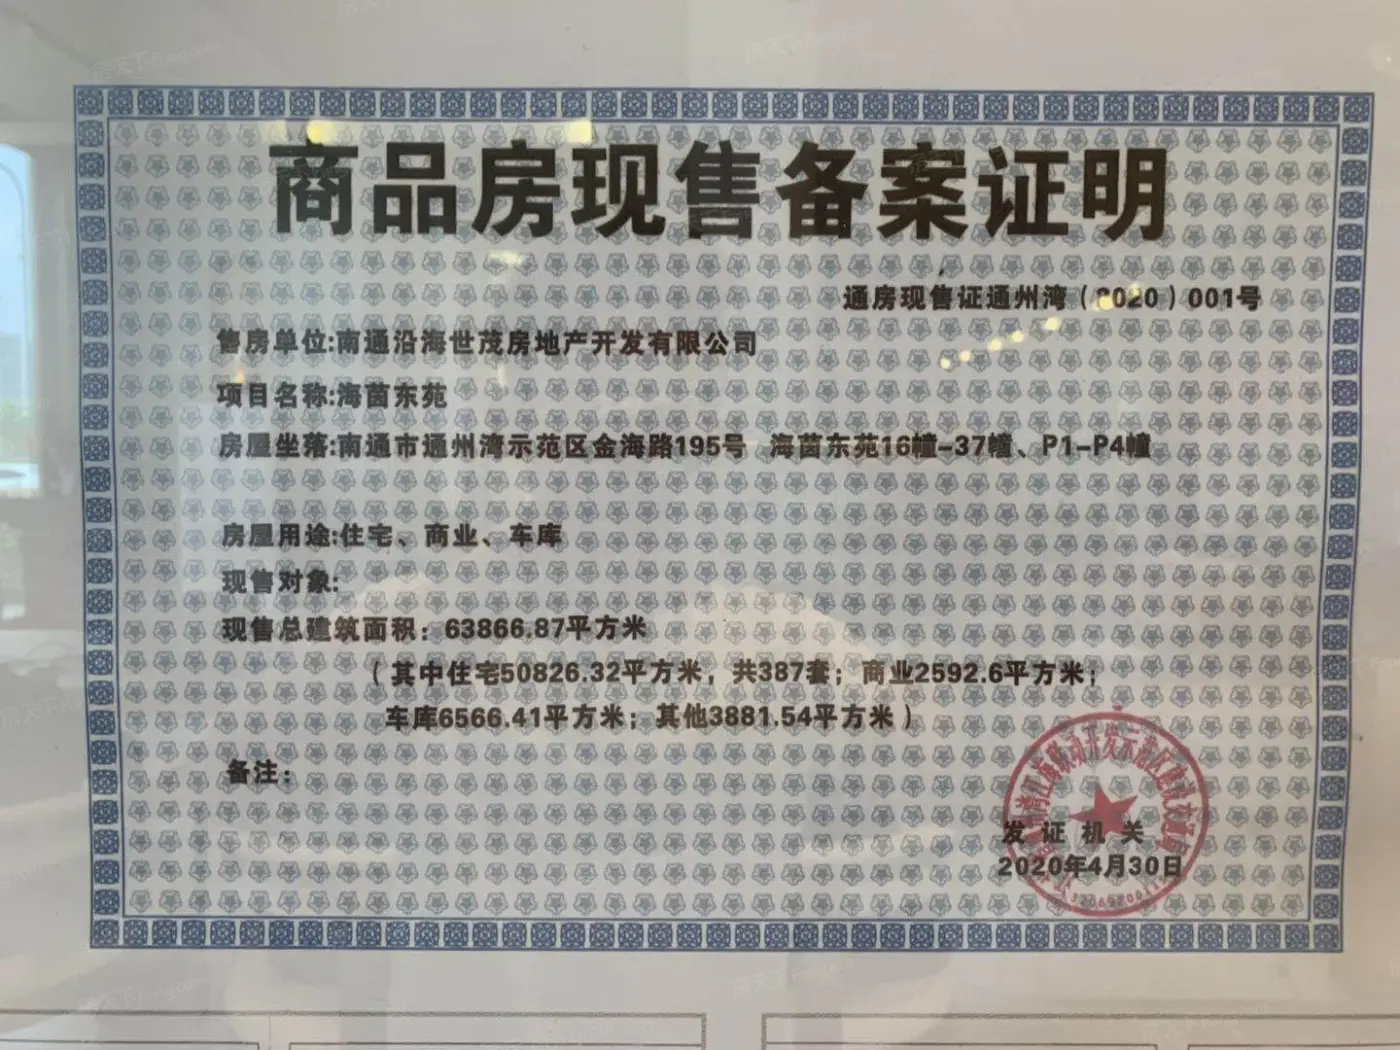 商品房现售备案证明
通房现售证通州湾（2020）001号
售房单位:南通沿海世茂房地产开发有限公司
项目名称:海茵东苑
房屋坐落:南通市通州湾示范区金海路195号 海茵东苑16幢-37幢、P1-P4幢
房屋用途:住宅、商业、车库
现售对象:
现售总建筑面积：63866.87平方米
（其中住宅50826.32平方米，共387套；商业2592.6平方米；
车库6566.41平方米；其他3881.54平方米）
备注：
发证机关
2020年4月30日